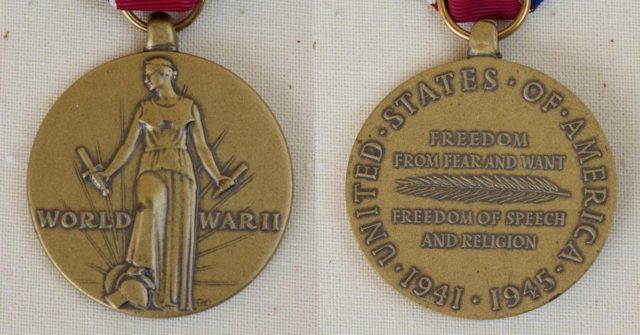 WORLD WAR II
UNITED · STATES · OF · AMERICA
FREEDOM
FROM FEAR AND WANT
FREEDOM OF SPEECH
AND RELIGION
· 1941 · 1945 ·